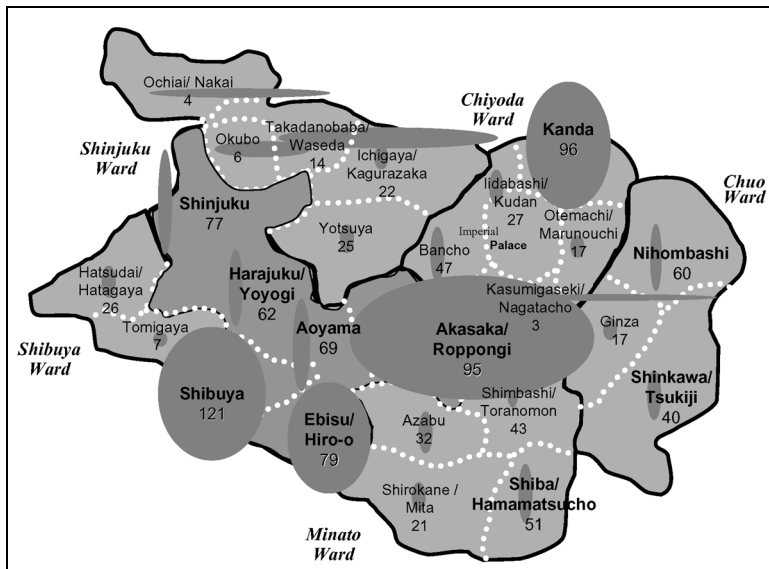 Ochiai/ Nakai
4
Chiyoda
Ward
Kanda
96
Shinjuku
Ward
Okubo
6
Takadanobaba/
Waseda
14
Ichigaya/
Kagurazaka
22
Iidabashi/
Kudan
27
Chuo
Ward
Shinjuku
77
Yotsuya
25
Bancho
47
Imperial Palace
Otemachi/
Marunouchi
17
Nihombashi
60
Hatsudai/
Hatagaya
26
Harajuku/
Yoyogi
62
Kasumigaseki/
Nagatacho
3
Tomigaya
7
Aoyama
69
Akasaka/
Roppongi
95
Ginza
17
Shibuya
Ward
Shibuya
121
Shinkawa/
Tsukiji
40
Ebisu/
Hiro-o
79
Azabu
32
Shimbashi/
Toranomon
43
Shirokane /
Mita
21
Shiba/
Hamamatsucho
51
Minato
Ward